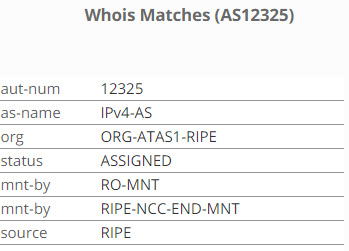 Whois Matches (AS12325)
aut-num 12325
as-name IPv4-AS
org ORG-ATAS1-RIPE
status ASSIGNED
mnt-by RO-MNT
mnt-by RIPE-NCC-END-MNT
source RIPE